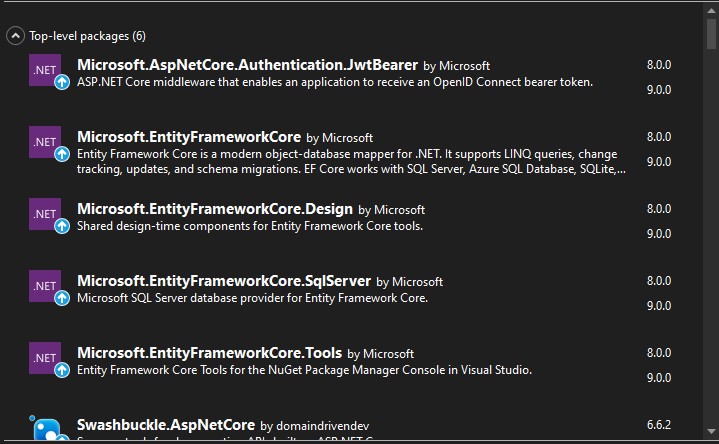 Top-level packages (6)
.NET
Microsoft.AspNetCore.Authentication.JwtBearer by Microsoft 8.0.0
ASP.NET Core middleware that enables an application to receive an OpenID Connect bearer token.
9.0.0
.NET
Microsoft.EntityFrameworkCore by Microsoft 8.0.0
Entity Framework Core is a modern object-database mapper for .NET. It supports LINQ queries, change
9.0.0
tracking, updates, and schema migrations. EF Core works with SQL Server, Azure SQL Database, SQLite,...
.NET
Microsoft.EntityFrameworkCore.Design by Microsoft 8.0.0
Shared design-time components for Entity Framework Core tools.
9.0.0
.NET
Microsoft.EntityFrameworkCore.SqlServer by Microsoft 8.0.0
Microsoft SQL Server database provider for Entity Framework Core.
9.0.0
.NET
Microsoft.EntityFrameworkCore.Tools by Microsoft 8.0.0
Entity Framework Core Tools for the NuGet Package Manager Console in Visual Studio.
9.0.0
Swashbuckle.AspNetCore by domaindrivendev 6.6.2